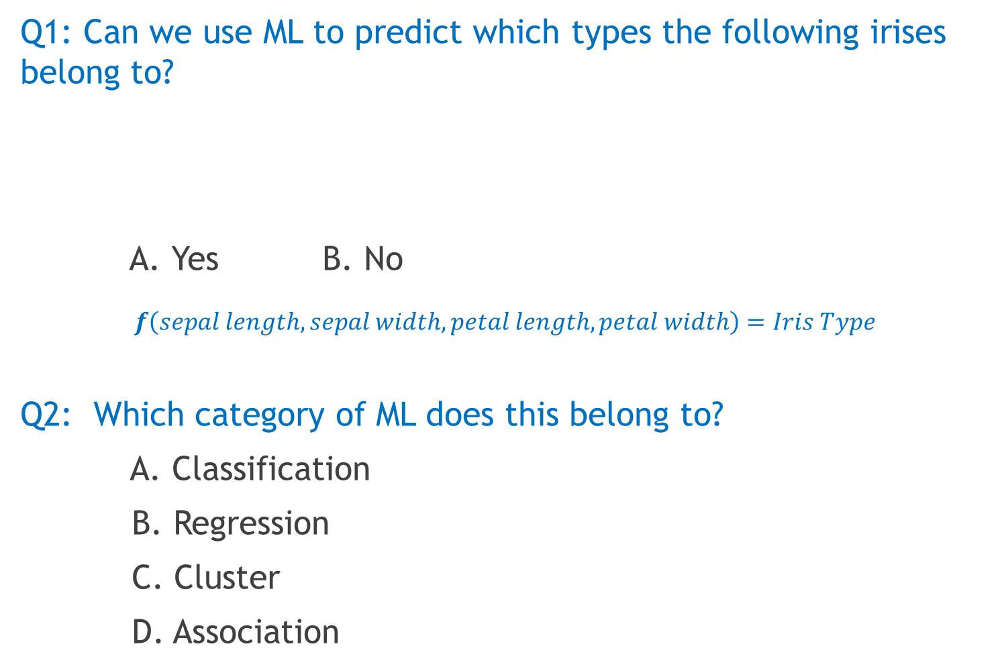 Q1: Can we use ML to predict which types the following irises
belong to?
A. Yes B. No
f(sepal length, sepal width, petal length, petal width) = Iris Type
Q2: Which category of ML does this belong to?
A. Classification
B. Regression
C. Cluster
D. Association